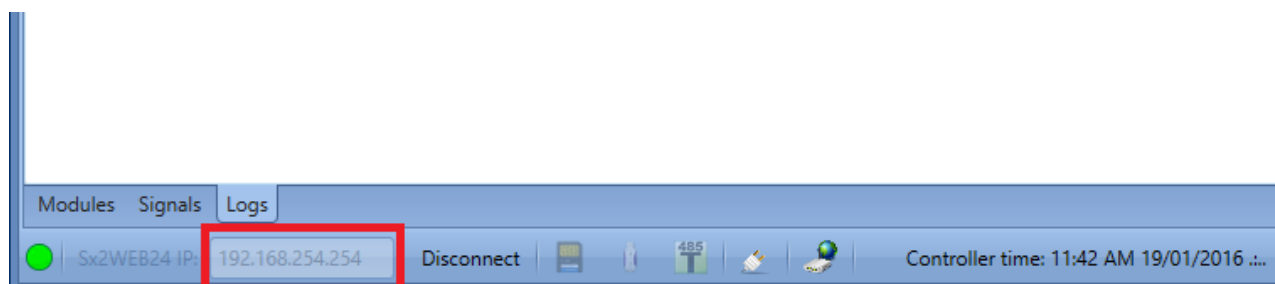 Modules Signals Logs
Sx2WEB24 IP: 192.168.254.254 Disconnect 485 T Controller time: 11:42 AM 19/01/2016 .:..